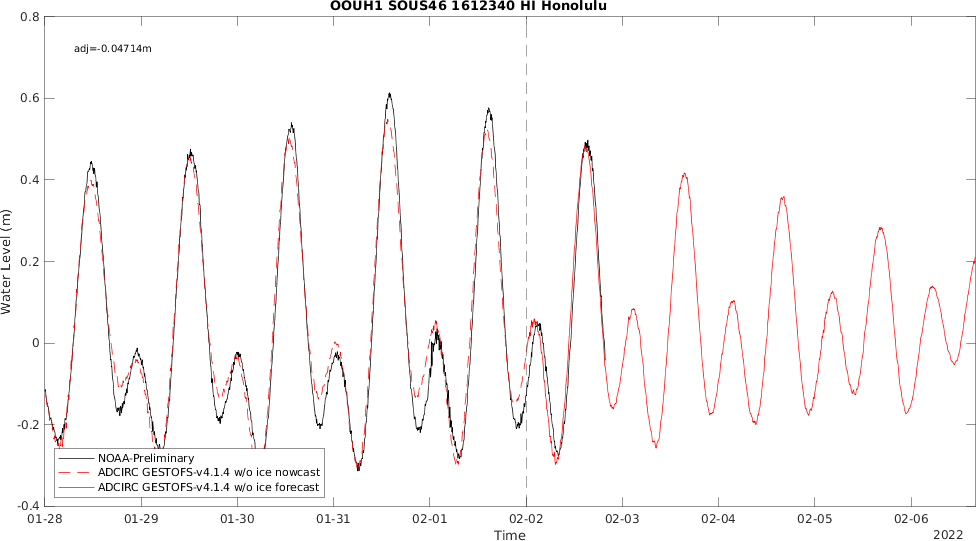 OOUH1 SOUS46 1612340 HI Honolulu
adj=-0.04714m
0.8
0.6
0.4
0.2
0
-0.2
-0.4
Water Level (m)
NOAA-Preliminary
ADCIRC GESTOFS-v4.1.4 w/o ice nowcast
ADCIRC GESTOFS-v4.1.4 w/o ice forecast
01-28 01-29 01-30 01-31 02-01 02-02 02-03 02-04 02-05 02-06
Time
2022